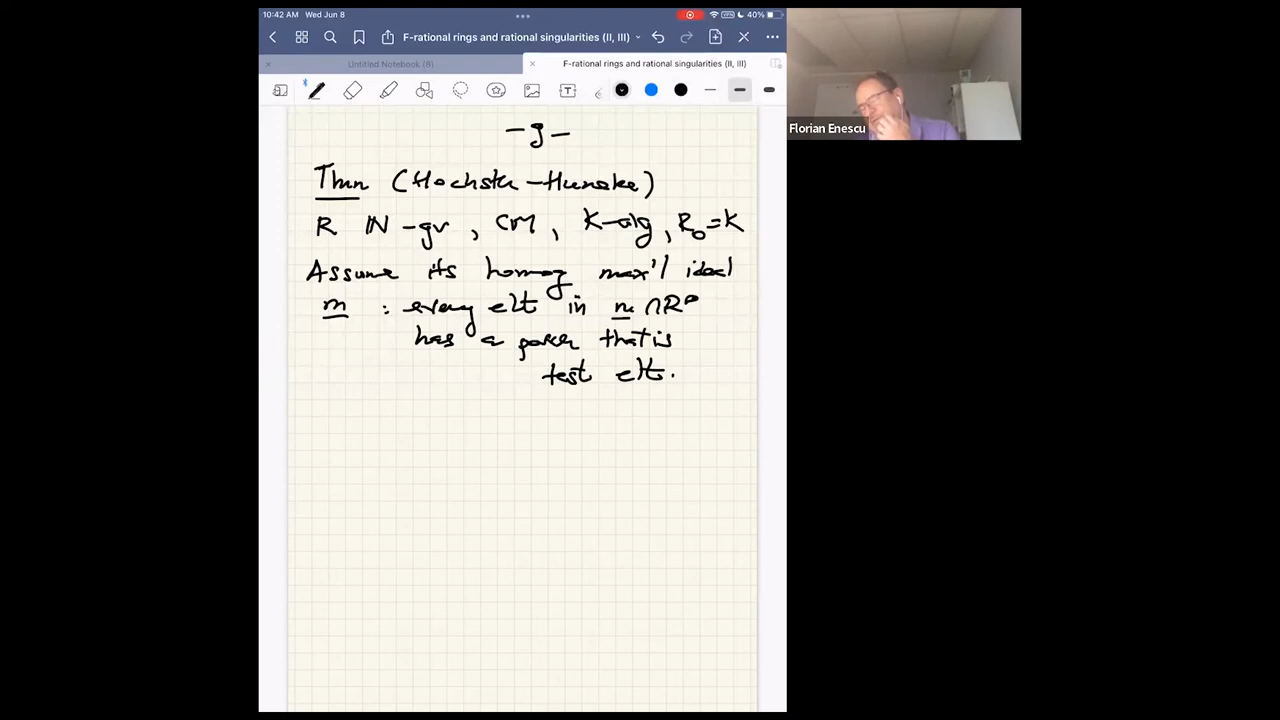 10:42 AM Wed Jun 8
40%
F-rational rings and rational singularities (II, III)
Untitled Notebook (8)
F-rational rings and rational singularities (II, III)
Florian Enescu
Thm (Hochster-Huneke)
R N-gr, CM, K-alg, R₀=K
Assume its homog max'l ideal
m : every elt in m ∩ R°
has a power that is
test elt.